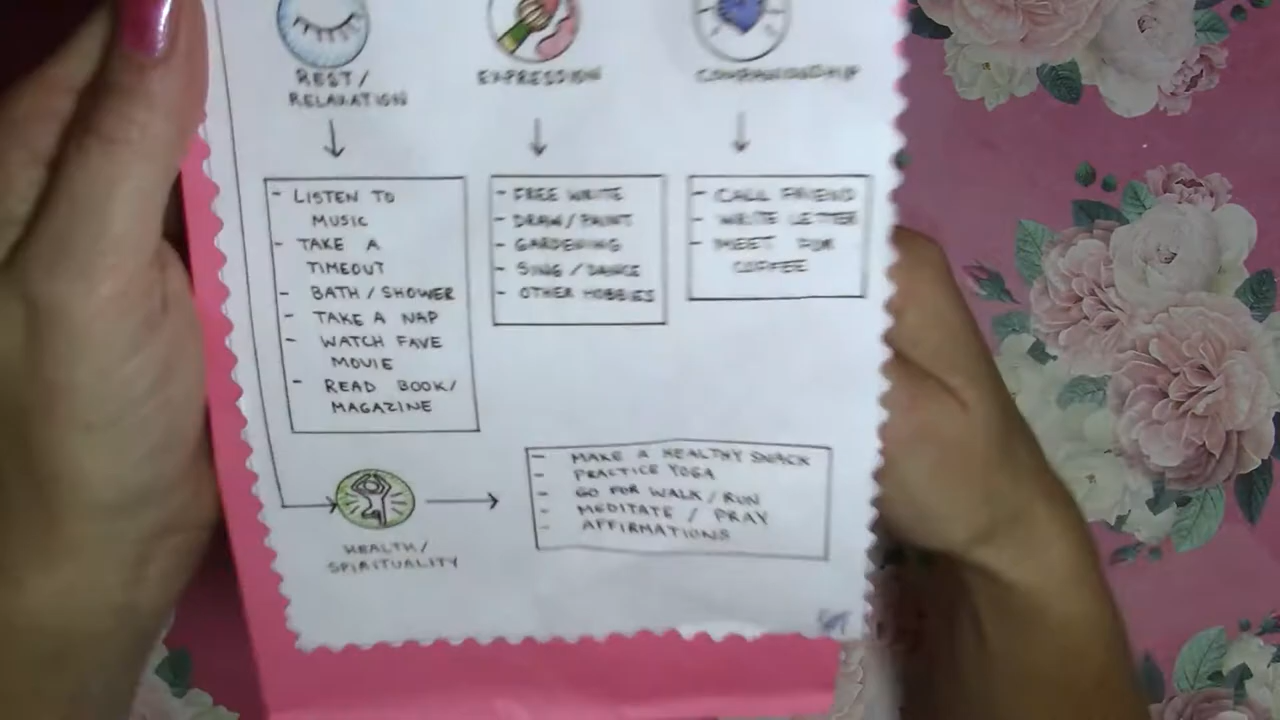 REST/
RELAXATION
EXPRESSION
COMPANIONSHIP
- LISTEN TO
MUSIC
- TAKE A
TIMEOUT
- BATH / SHOWER
- TAKE A NAP
- WATCH FAVE
MOVIE
- READ BOOK/
MAGAZINE
- FREE WRITE
- DRAW / PAINT
- GARDENING
- SING / DANCE
- OTHER HOBBIES
- CALL FRIEND
- WRITE LETTER
- MEET FOR
COFFEE
HEALTH/
SPIRITUALITY
- MAKE A HEALTHY SNACK
- PRACTICE YOGA
- GO FOR WALK / RUN
- MEDITATE / PRAY
- AFFIRMATIONS